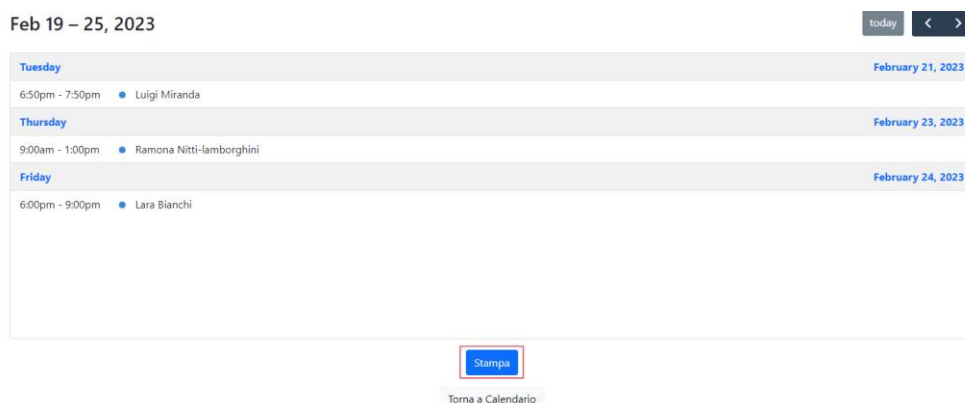 Feb 19 – 25, 2023 today
Tuesday February 21, 2023
6:50pm - 7:50pm Luigi Miranda
Thursday February 23, 2023
9:00am - 1:00pm Ramona Nitti-lamborghini
Friday February 24, 2023
6:00pm - 9:00pm Lara Bianchi
Stampa
Torna a Calendario